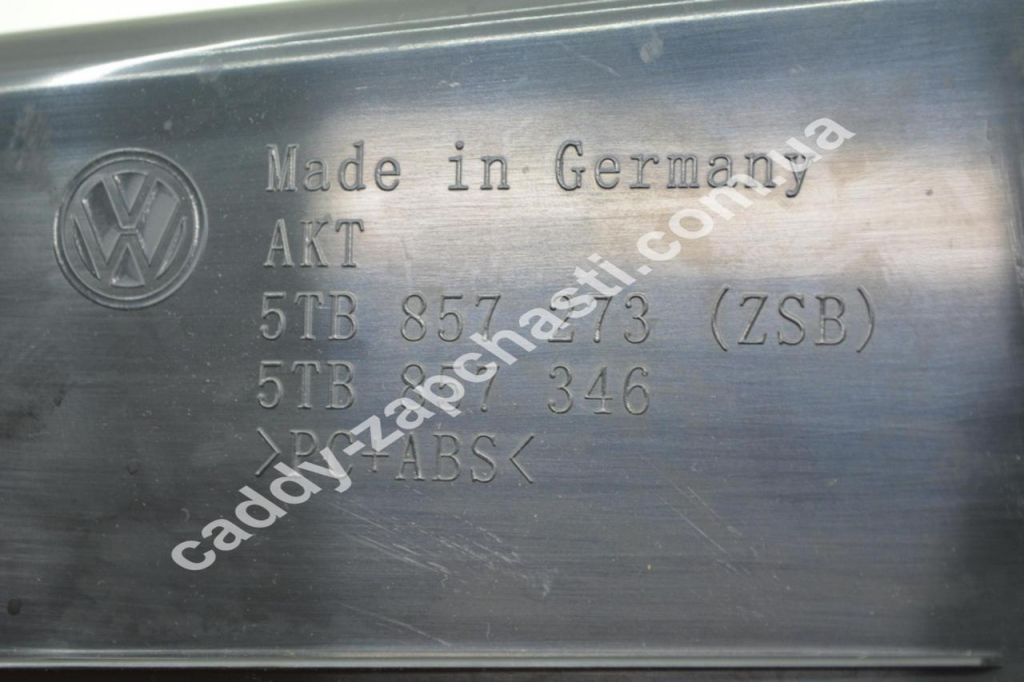 Made in Germany
AKT
5TB 857 273 (ZSB)
5TB 857 346
>PC+ABS<
caddy-zapchasti.com.ua